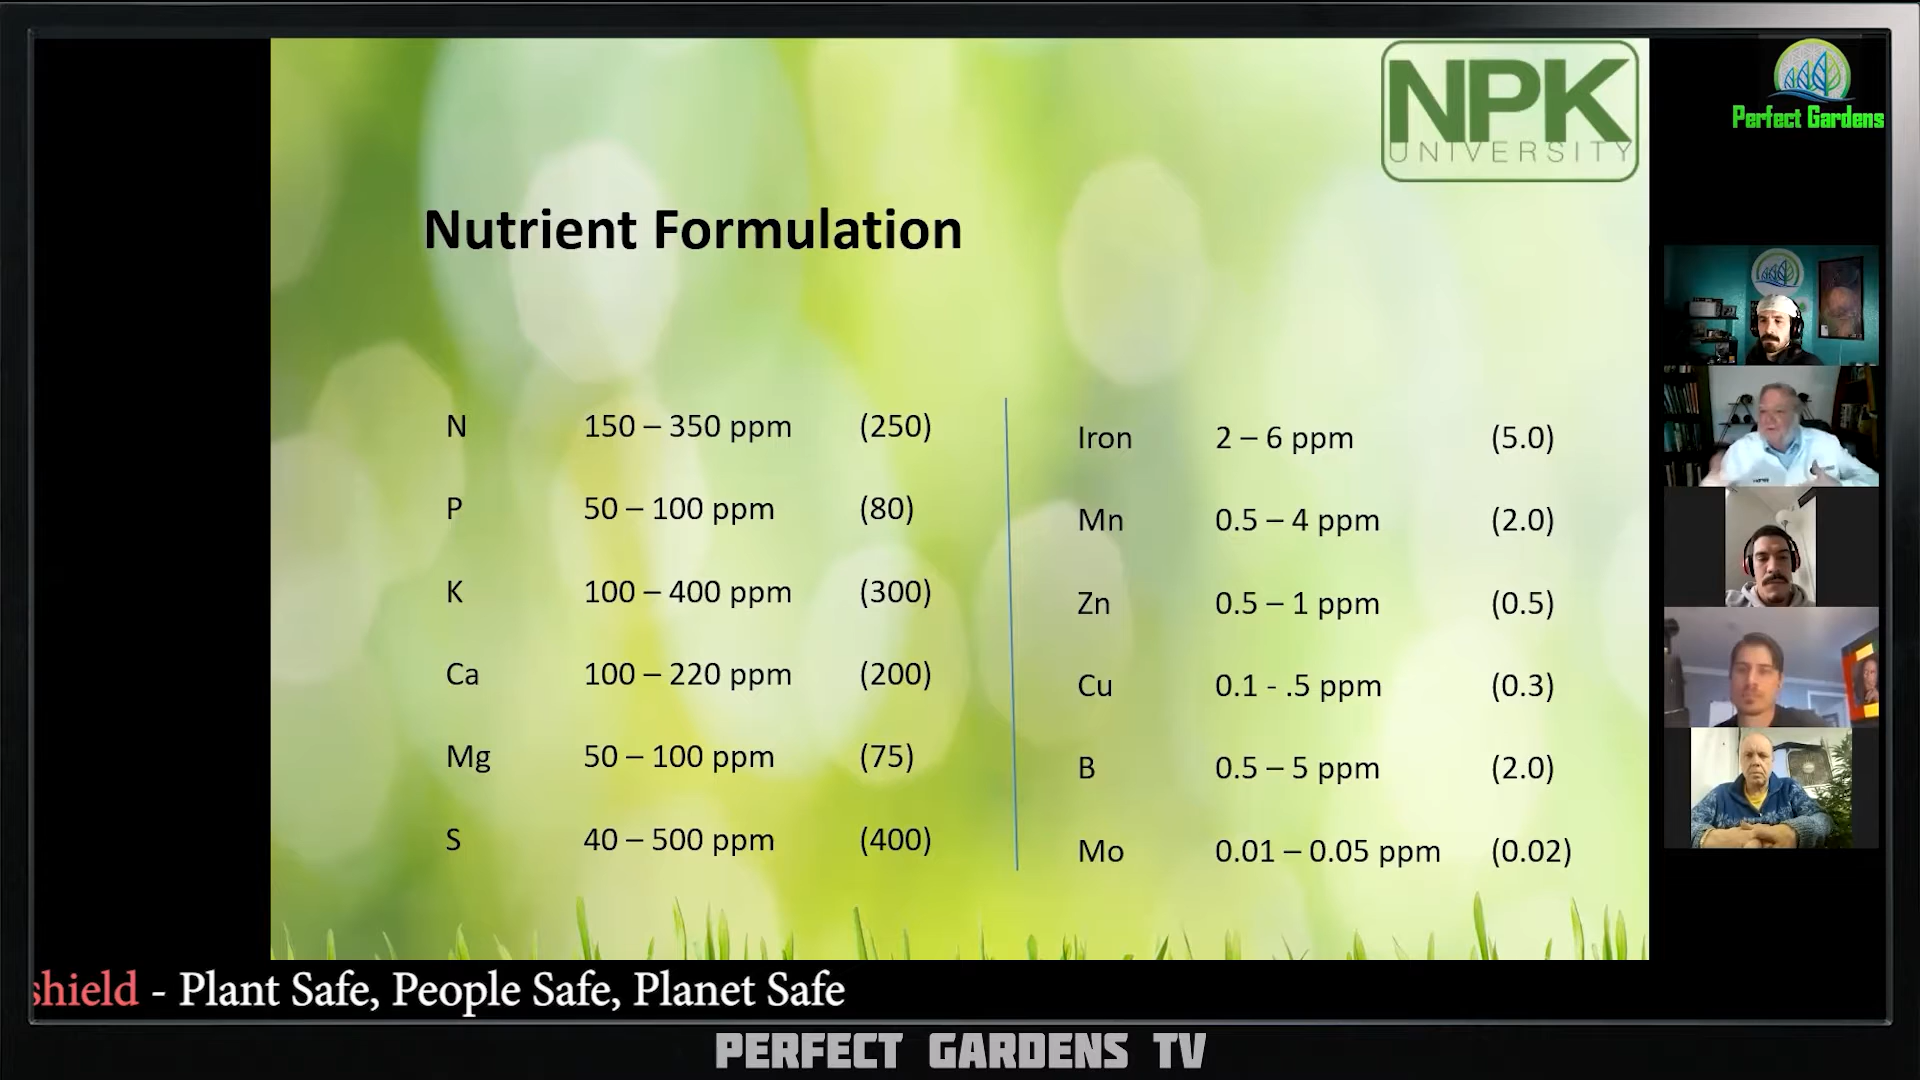 NPK
UNIVERSITY
Perfect Gardens
Nutrient Formulation
N 150 – 350 ppm (250)
P 50 – 100 ppm (80)
K 100 – 400 ppm (300)
Ca 100 – 220 ppm (200)
Mg 50 – 100 ppm (75)
S 40 – 500 ppm (400)
Iron 2 – 6 ppm (5.0)
Mn 0.5 – 4 ppm (2.0)
Zn 0.5 – 1 ppm (0.5)
Cu 0.1 - .5 ppm (0.3)
B 0.5 – 5 ppm (2.0)
Mo 0.01 – 0.05 ppm (0.02)
shield - Plant Safe, People Safe, Planet Safe
PERFECT GARDENS TV